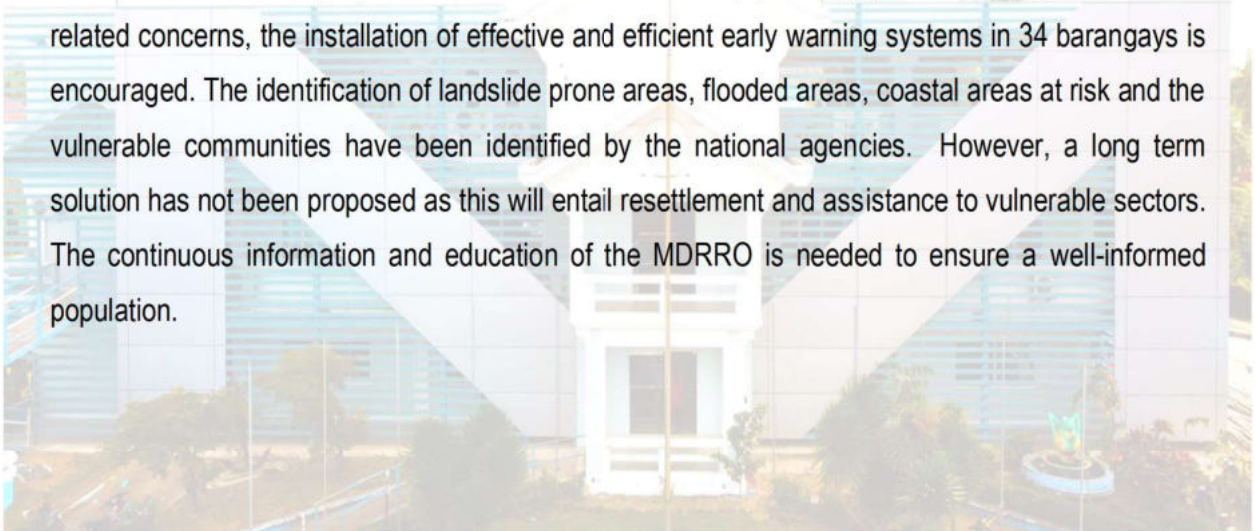 related concerns, the installation of effective and efficient early warning systems in 34 barangays is
encouraged. The identification of landslide prone areas, flooded areas, coastal areas at risk and the
vulnerable communities have been identified by the national agencies. However, a long term
solution has not been proposed as this will entail resettlement and assistance to vulnerable sectors.
The continuous information and education of the MDRRO is needed to ensure a well-informed
population.